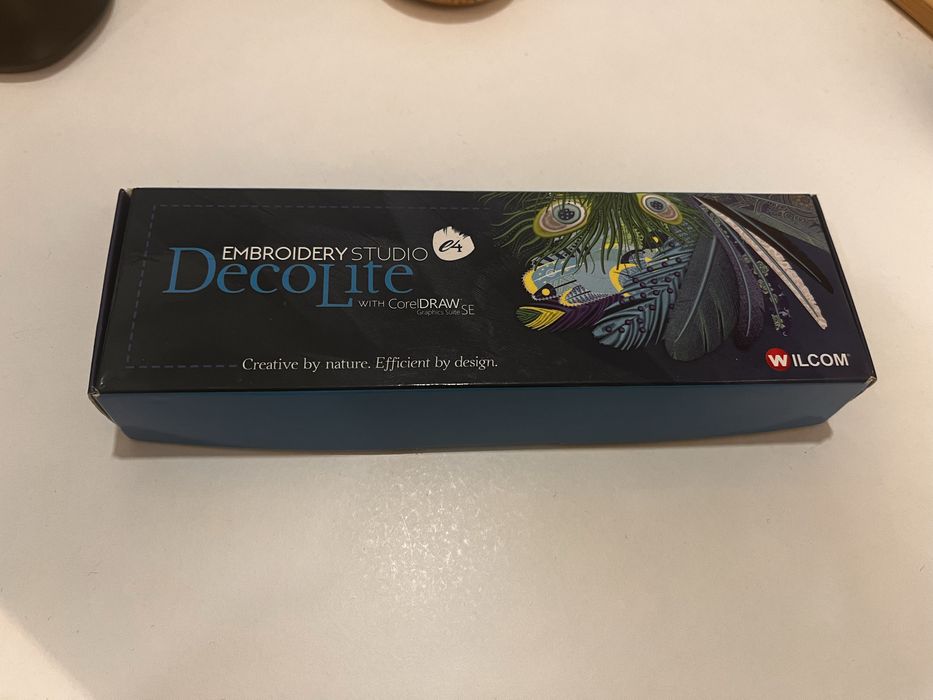 EMBROIDERY STUDIO e4
DecoLite
WITH CorelDRAW SE
Graphics Suite
Creative by nature. Efficient by design.
WILCOM